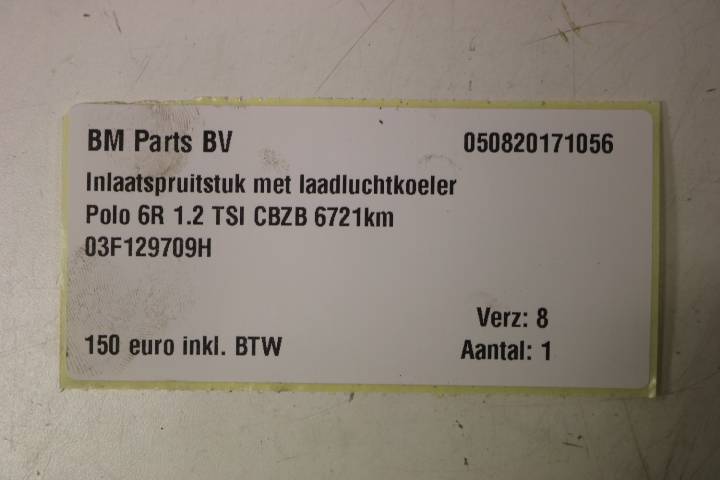 BM Parts BV 050820171056
Inlaatspruitstuk met laadluchtkoeler
Polo 6R 1.2 TSI CBZB 6721km
03F129709H
Verz: 8
150 euro inkl. BTW Aantal: 1